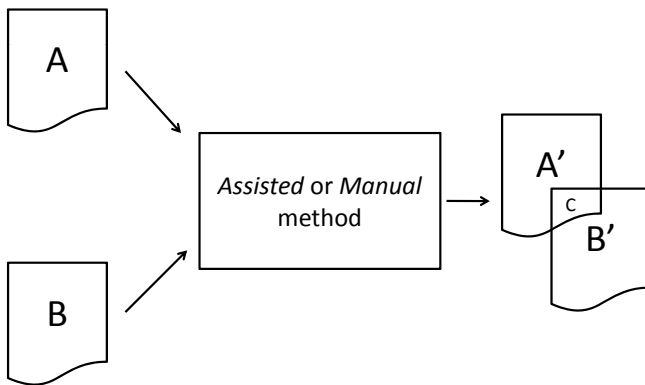 A
B
Assisted or Manual
method
A’
C
B’